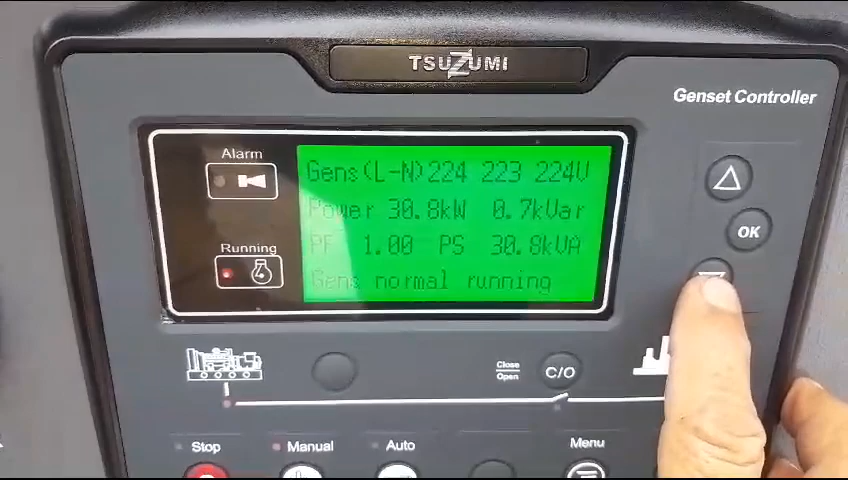 TSUZUMI
Genset Controller
Alarm
Gens(L-N) 224 223 224V
OK
Power 30.8kW 0.7kVar
Running
PF 1.00 PS 30.8kVA
Gens normal running
Close
Open
C/O
Stop
Manual
Auto
Menu